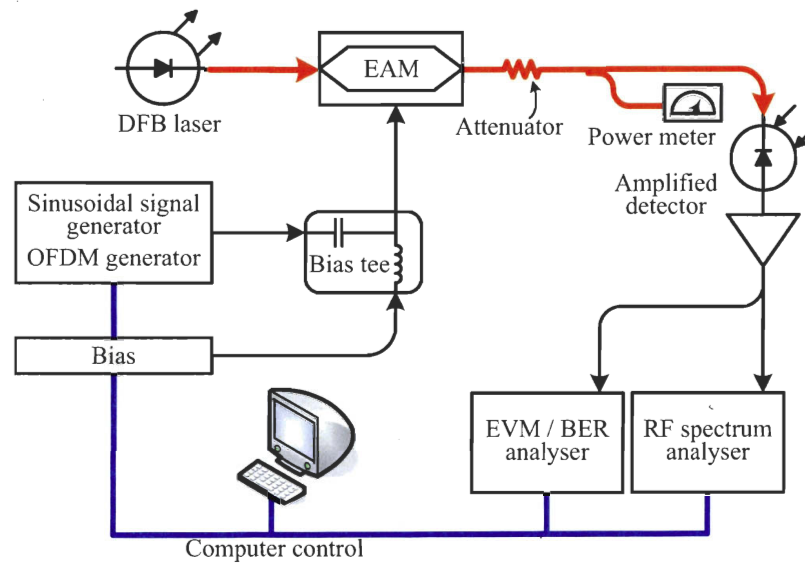 EAM
DFB laser
Attenuator
Power meter
Amplified
detector
Sinusoidal signal
generator
OFDM generator
Bias tee
Bias
EVM / BER
analyser
RF spectrum
analyser
Computer control